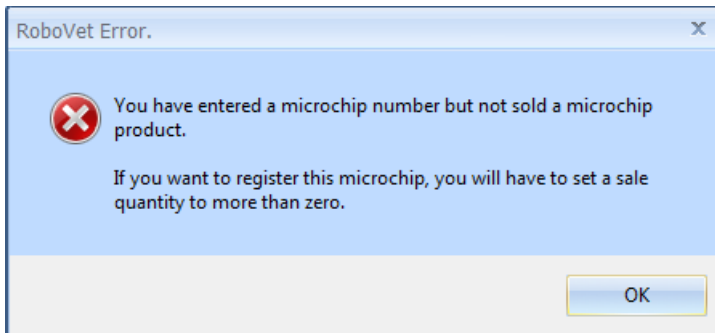 RoboVet Error.
You have entered a microchip number but not sold a microchip
product.
If you want to register this microchip, you will have to set a sale
quantity to more than zero.
OK